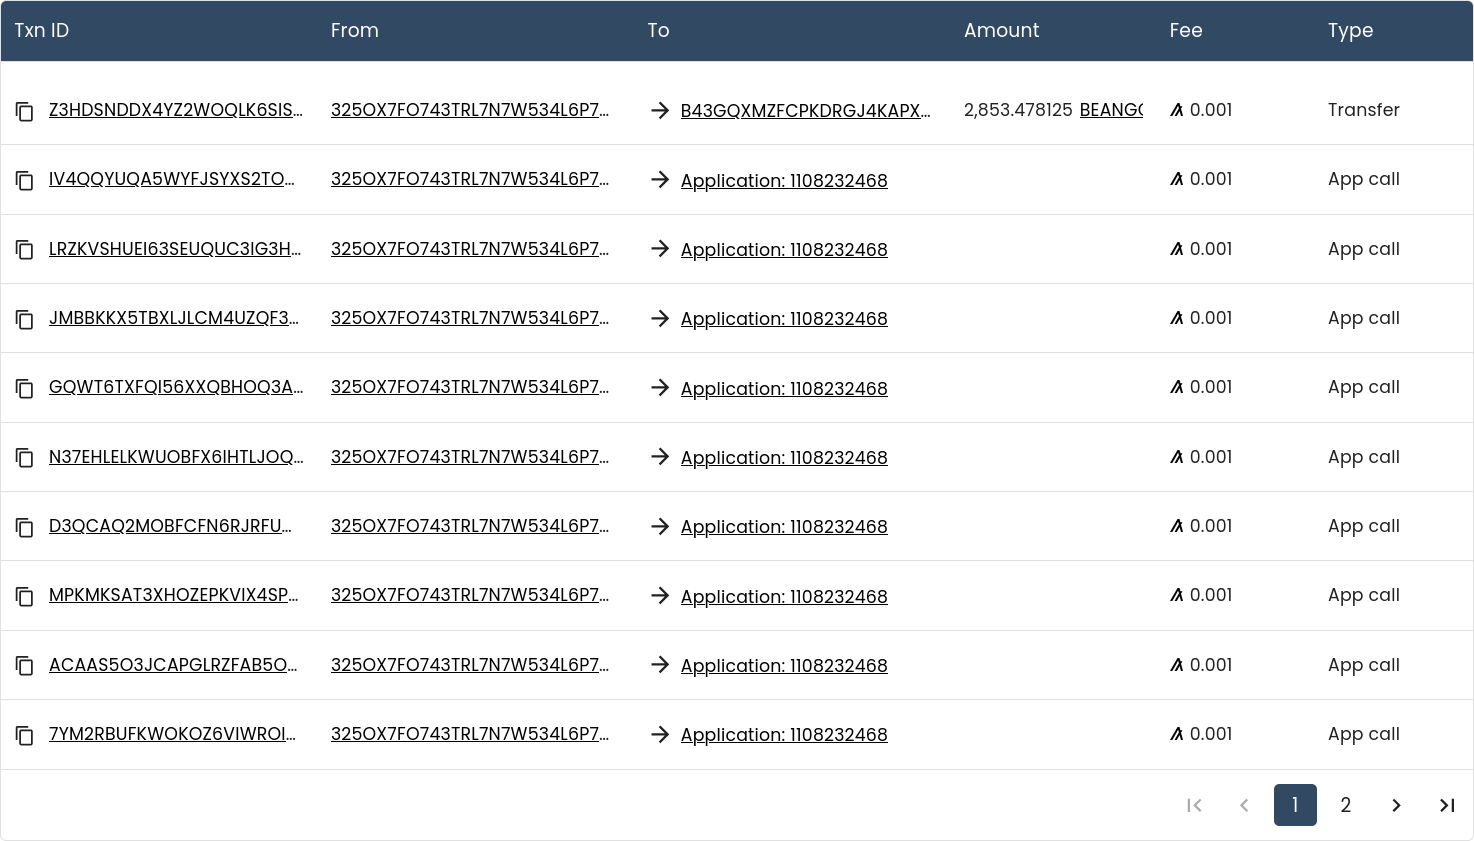 Txn ID From To Amount Fee Type
Z3HDSNDDX4YZ2WOQLK6SIS... 325OX7FO743TRL7N7W534L6P7... B43GQXMZFCPKDRGJ4KAPX... 2,853.478125 BEANGO 0.001 Transfer
IV4QQYUQA5WYFJSYXS2TO... 325OX7FO743TRL7N7W534L6P7... Application: 1108232468 0.001 App call
LRZKVSHUEI63SEUQUC3IG3H... 325OX7FO743TRL7N7W534L6P7... Application: 1108232468 0.001 App call
JMBBKKX5TBXLJLCM4UZQF3... 325OX7FO743TRL7N7W534L6P7... Application: 1108232468 0.001 App call
GQWT6TXFQI56XXQBHOQ3A... 325OX7FO743TRL7N7W534L6P7... Application: 1108232468 0.001 App call
N37EHLELKWUOBFX6IHTLJOQ... 325OX7FO743TRL7N7W534L6P7... Application: 1108232468 0.001 App call
D3QCAQ2MOBFCFN6RJRFU... 325OX7FO743TRL7N7W534L6P7... Application: 1108232468 0.001 App call
MPKMKSAT3XHOZEPKVIX4SP... 325OX7FO743TRL7N7W534L6P7... Application: 1108232468 0.001 App call
ACAAS5O3JCAPGLRZFAB5O... 325OX7FO743TRL7N7W534L6P7... Application: 1108232468 0.001 App call
7YM2RBUFKWOKOZ6VIWROI... 325OX7FO743TRL7N7W534L6P7... Application: 1108232468 0.001 App call
1 2